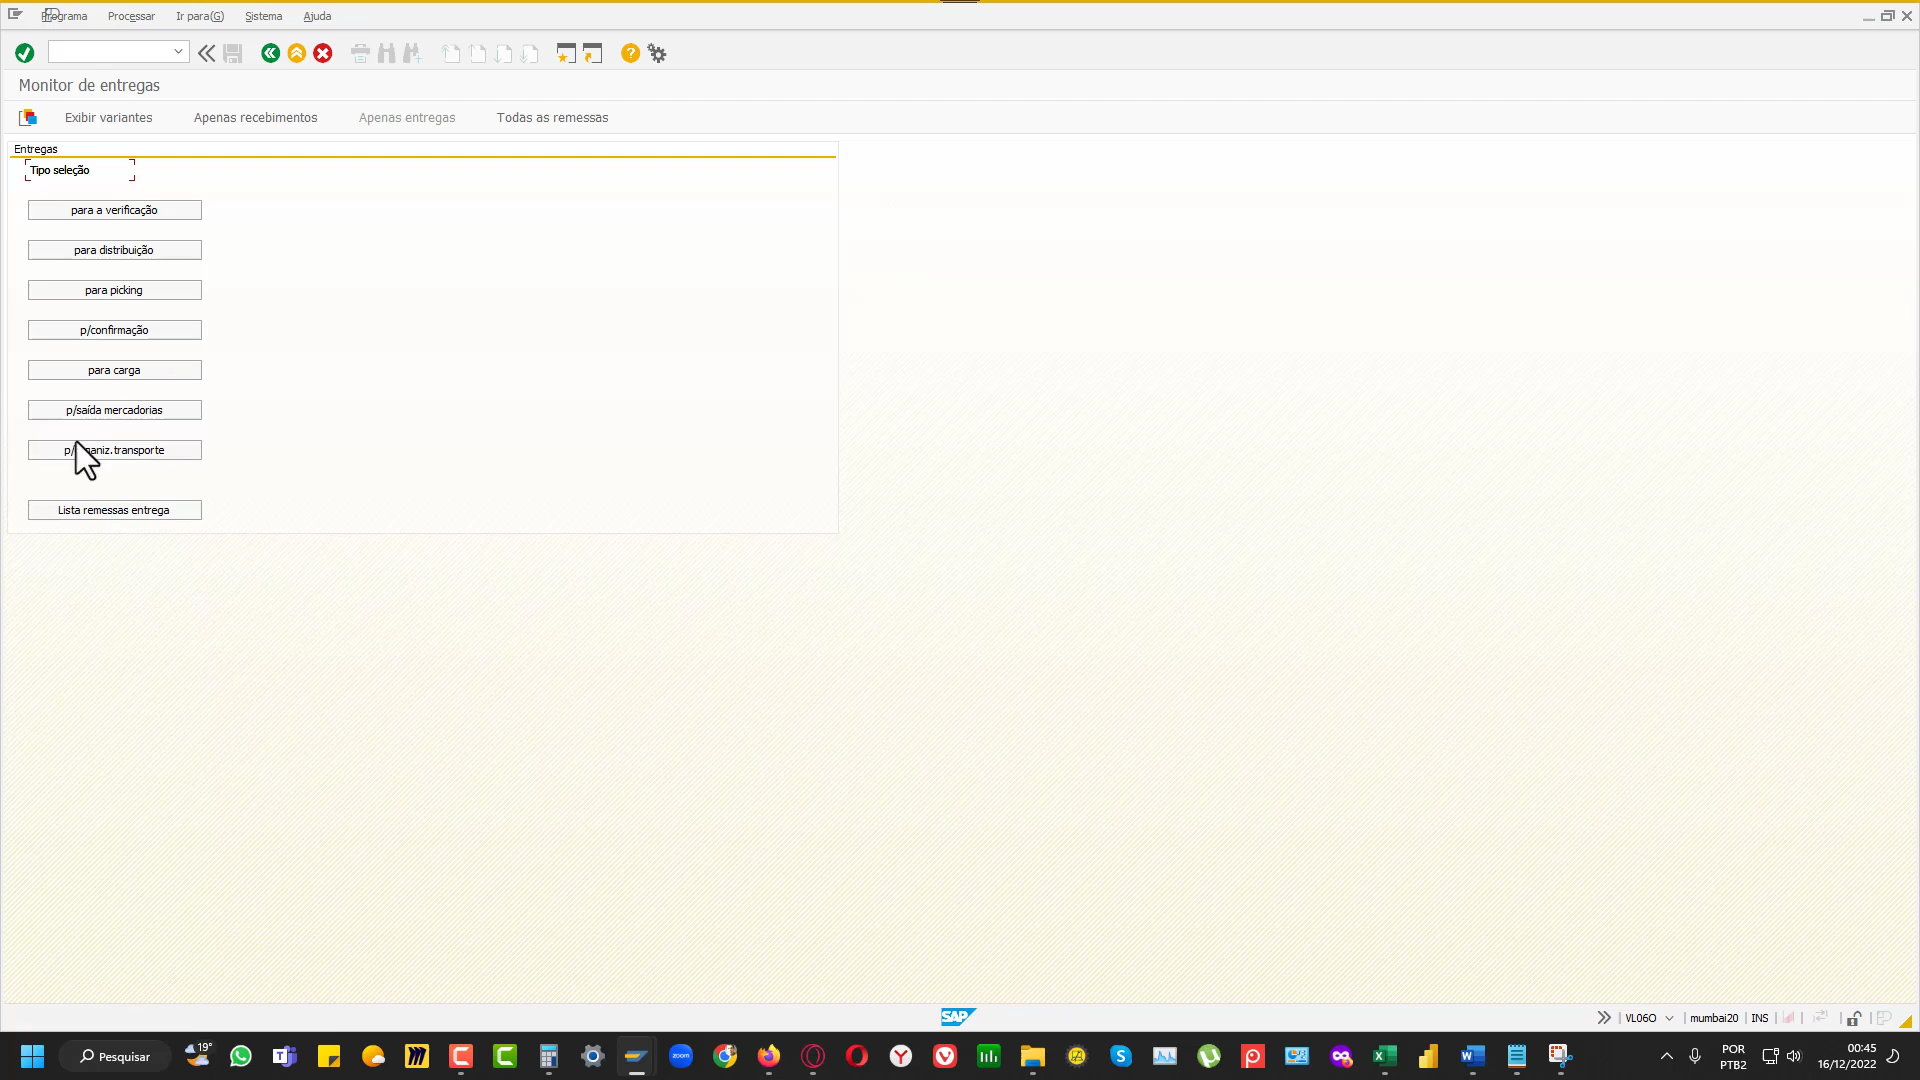 Programa Processar Ir para(G) Sistema Ajuda
Monitor de entregas
Exibir variantes Apenas recebimentos Apenas entregas Todas as remessas
Entregas
Tipo seleção
para a verificação
para distribuição
para picking
p/confirmação
para carga
p/saída mercadorias
transporte
Lista remessas entrega
SAP
VL06O mumbai20 INS
Pesquisar
19°
zoom
POR
PTB2
00:45
16/12/2022